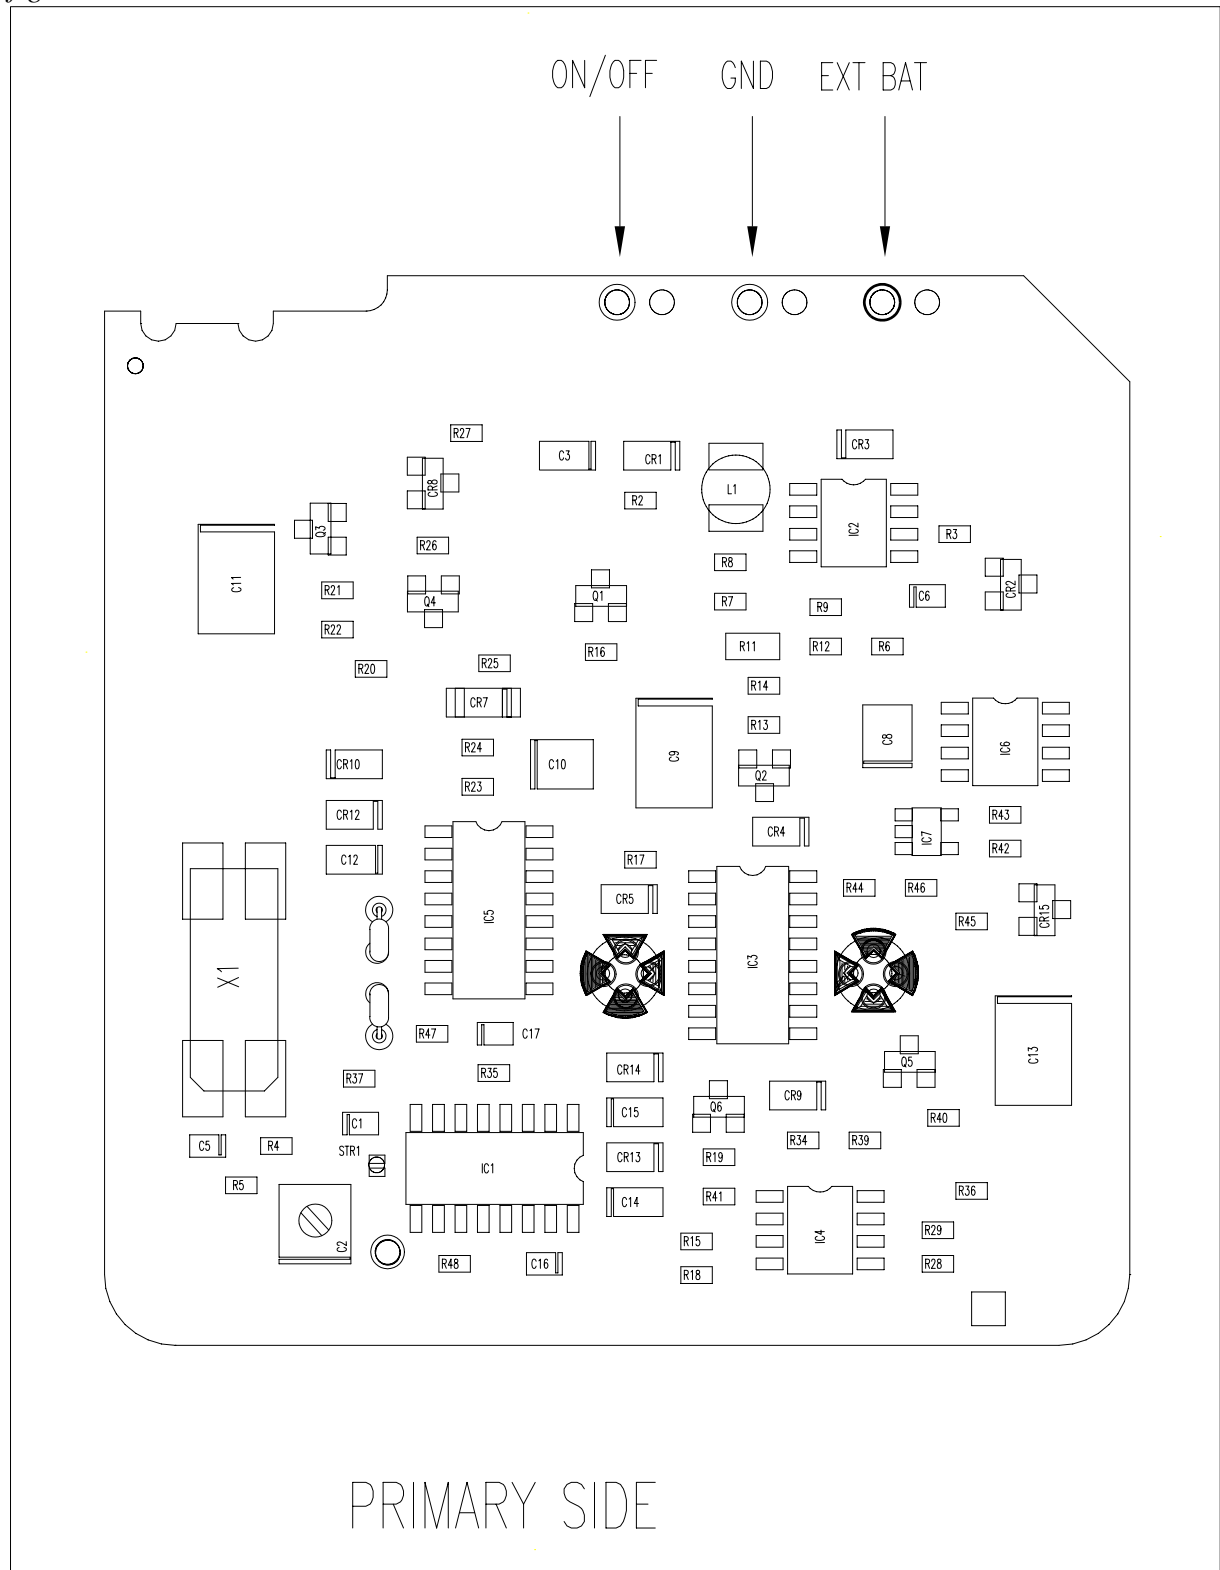 ON/OFF GND EXT BAT
R27
C3 CR1 CR3
CR8 L1
R2
Q3 IC2 R3
R26
R8
C11 R21 Q4 Q1 R7 C6 CR2
R9
R22
R16 R11 R12 R6
R20 R25
R14
CR7
R13
R24 C9 C8 IC6
CR10 C10 Q2
R23
CR12 CR4 IC7 R43
C12 R17 R42
CR5 R44 R46
IC5 CR15
R45
X1 IC3
R47 C17
C13
Q5
R37 R35 CR14
CR9
C1 C15 Q6
R40
C5 R4 R34 R39
STR1 IC1 CR13 R19
R5 R41 R36
C14
C2 R15 IC4 R29
R48 C16 R18 R28
PRIMARY SIDE